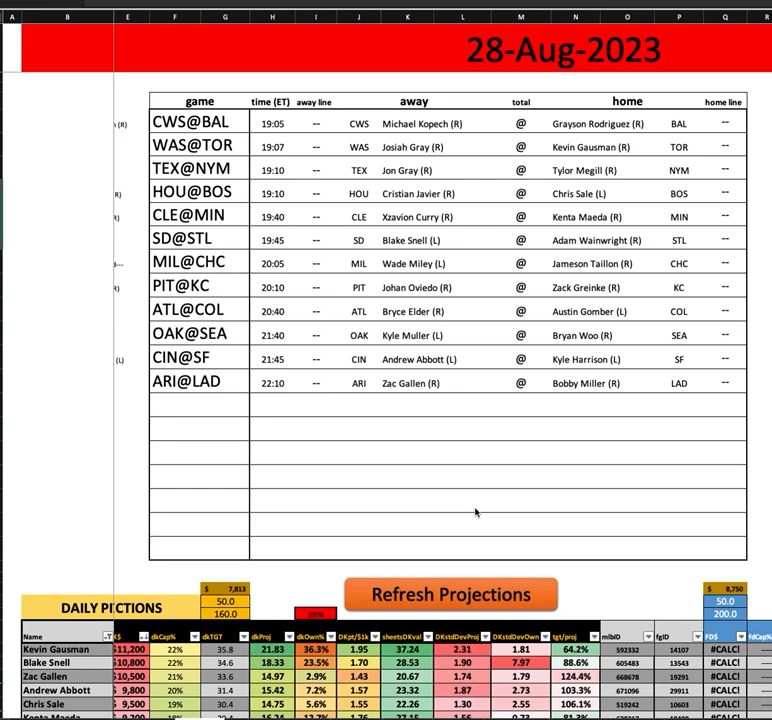 A B E F G H I J K L M N O P Q R
28-Aug-2023
game time (ET) away line away total home home line
(R) CWS@BAL 19:05 -- CWS Michael Kopech (R) @ Grayson Rodriguez (R) BAL --
WAS@TOR 19:07 -- WAS Josiah Gray (R) @ Kevin Gausman (R) TOR --
TEX@NYM 19:10 -- TEX Jon Gray (R) @ Tylor Megill (R) NYM --
R) HOU@BOS 19:10 -- HOU Cristian Javier (R) @ Chris Sale (L) BOS --
R) CLE@MIN 19:40 -- CLE Xzavion Curry (R) @ Kenta Maeda (R) MIN --
SD@STL 19:45 -- SD Blake Snell (L) @ Adam Wainwright (R) STL --
MIL@CHC 20:05 -- MIL Wade Miley (L) @ Jameson Taillon (R) CHC --
R) PIT@KC 20:10 -- PIT Johan Oviedo (R) @ Zack Greinke (R) KC --
ATL@COL 20:40 -- ATL Bryce Elder (R) @ Austin Gomber (L) COL --
OAK@SEA 21:40 -- OAK Kyle Muller (L) @ Bryan Woo (R) SEA --
(L) CIN@SF 21:45 -- CIN Andrew Abbott (L) @ Kyle Harrison (L) SF --
ARI@LAD 22:10 -- ARI Zac Gallen (R) @ Bobby Miller (R) LAD --
$ 7,813 $ 8,750
DAILY P CTIONS 50.0 Refresh Projections 50.0
160.0 200.0
Name K$ dkCap% dkTGT dkProj dkOwn% DKpt/$1k sheetsDKval DKstdDevProj DKstdDevOwn tgt/proj mlbID fgID FD$ fdCap%
Kevin Gausman $11,200 22% 35.8 21.83 36.3% 1.95 37.24 2.31 1.81 64.2% 592332 14107 #CALC!
Blake Snell $10,800 22% 34.6 18.33 23.5% 1.70 28.53 1.90 7.97 88.6% 605483 13543 #CALC!
Zac Gallen $10,500 21% 33.6 14.97 2.9% 1.43 20.67 1.74 1.79 124.4% 668678 19291 #CALC!
Andrew Abbott $ 9,800 20% 31.4 15.42 7.2% 1.57 23.32 1.87 2.73 103.3% 671096 29911 #CALC!
Chris Sale $ 9,500 19% 30.4 14.75 5.6% 1.55 22.26 1.30 2.55 106.1% 519242 10603 #CALC!
Kenta Maeda